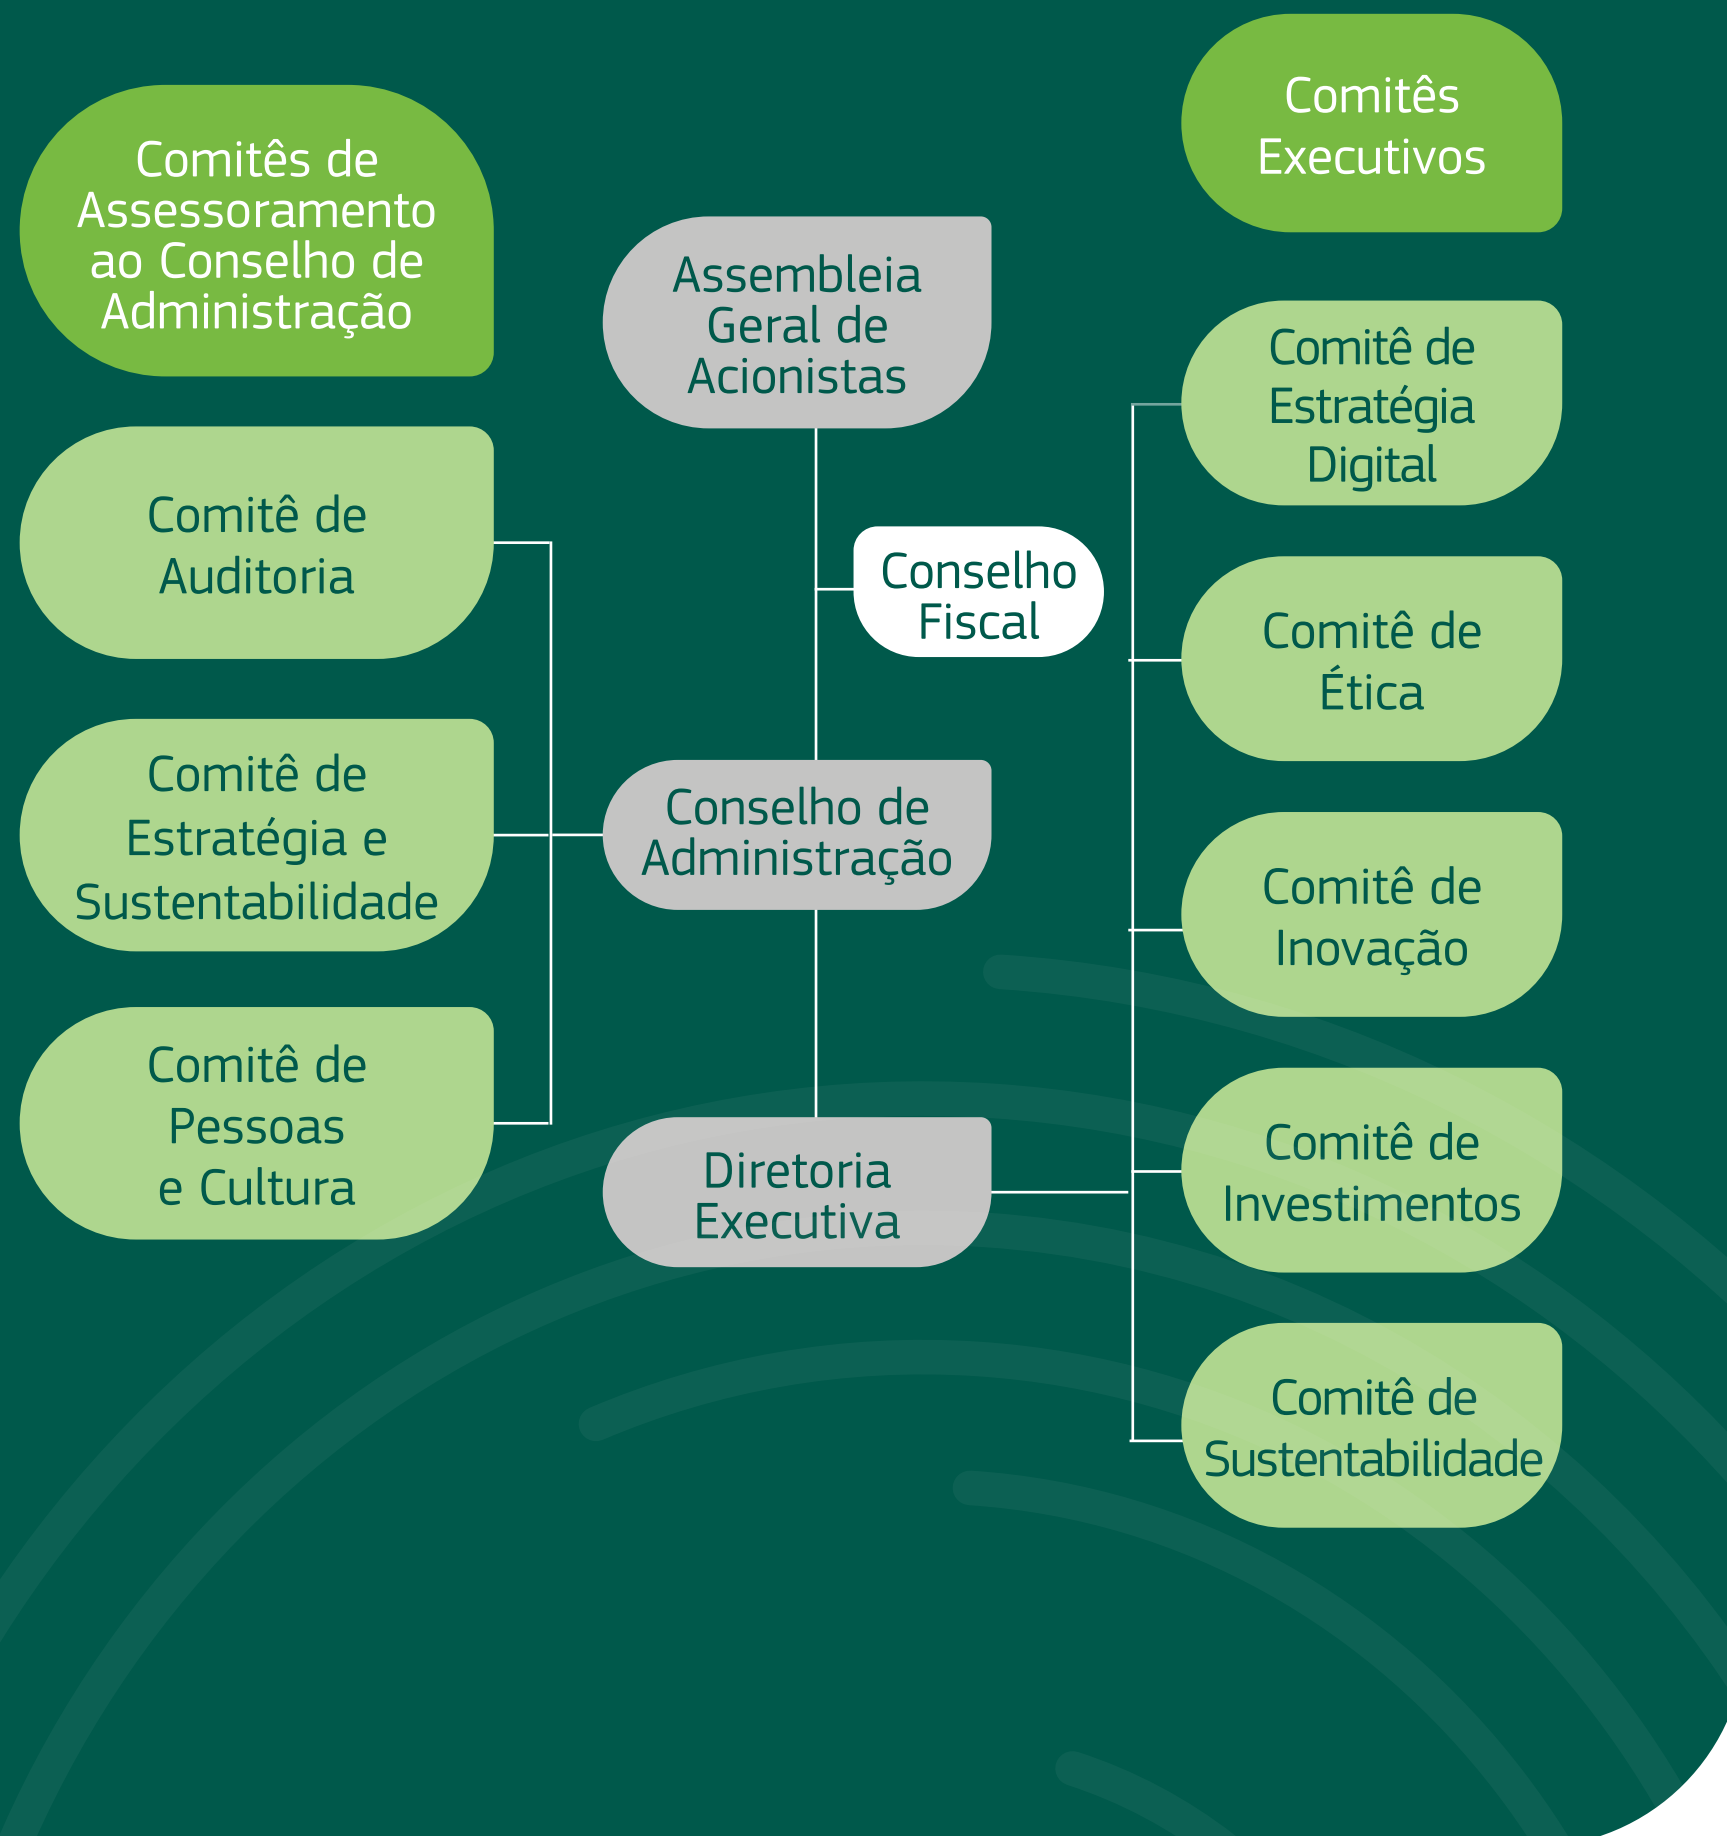 Comitês de
Assessoramento
ao Conselho de
Administração
Comitê de
Auditoria
Comitê de
Estratégia e
Sustentabilidade
Comitê de
Pessoas
e Cultura
Assembleia
Geral de
Acionistas
Conselho
Fiscal
Conselho de
Administração
Diretoria
Executiva
Comitês
Executivos
Comitê de
Estratégia
Digital
Comitê de
Ética
Comitê de
Inovação
Comitê de
Investimentos
Comitê de
Sustentabilidade